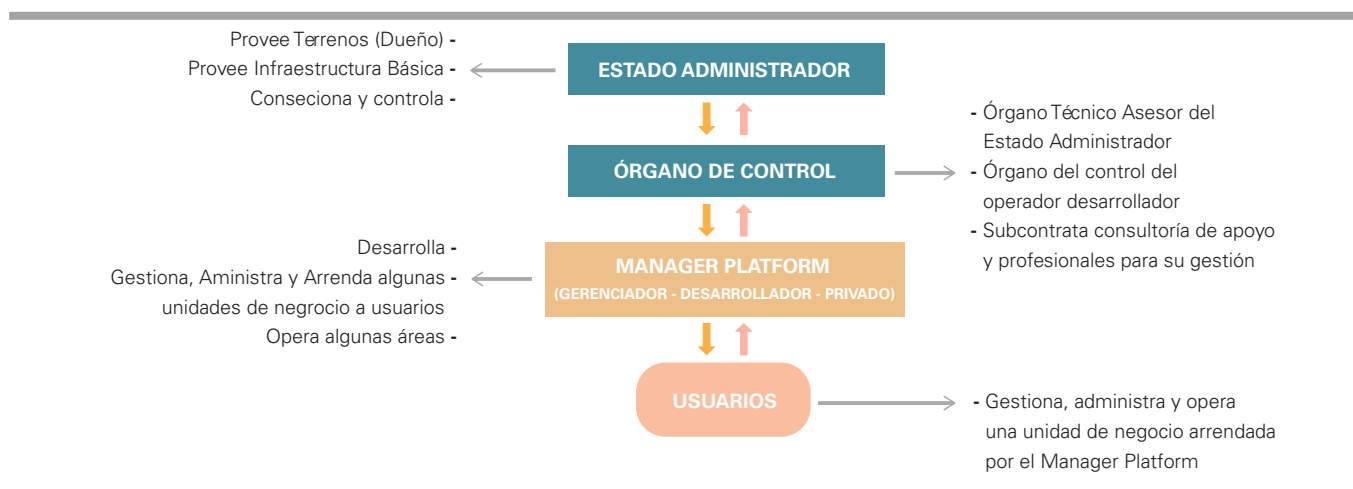 Provee Terrenos (Dueño) -
Provee Infraestructura Básica -
Conseciona y controla -
ESTADO ADMINISTRADOR
ÓRGANO DE CONTROL
- Órgano Técnico Asesor del
Estado Administrador
- Órgano del control del
operador desarrollador
- Subcontrata consultoría de apoyo
y profesionales para su gestión
Desarrolla -
Gestiona, Aministra y Arrenda algunas -
unidades de negrocio a usuarios
Opera algunas áreas -
MANAGER PLATFORM
(GERENCIADOR - DESARROLLADOR - PRIVADO)
USUARIOS
- Gestiona, administra y opera
una unidad de negocio arrendada
por el Manager Platform